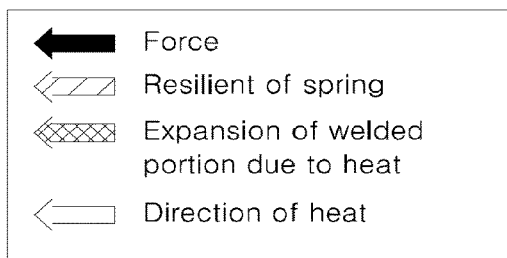 Force
Resilient of spring
Expansion of welded
portion due to heat
Direction of heat